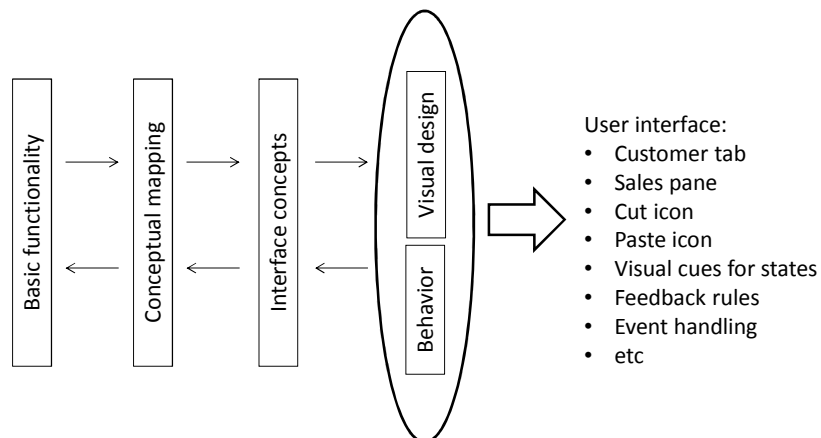 Basic functionality
Conceptual mapping
Interface concepts
Visual design
Behavior
User interface:
• Customer tab
• Sales pane
• Cut icon
• Paste icon
• Visual cues for states
• Feedback rules
• Event handling
• etc